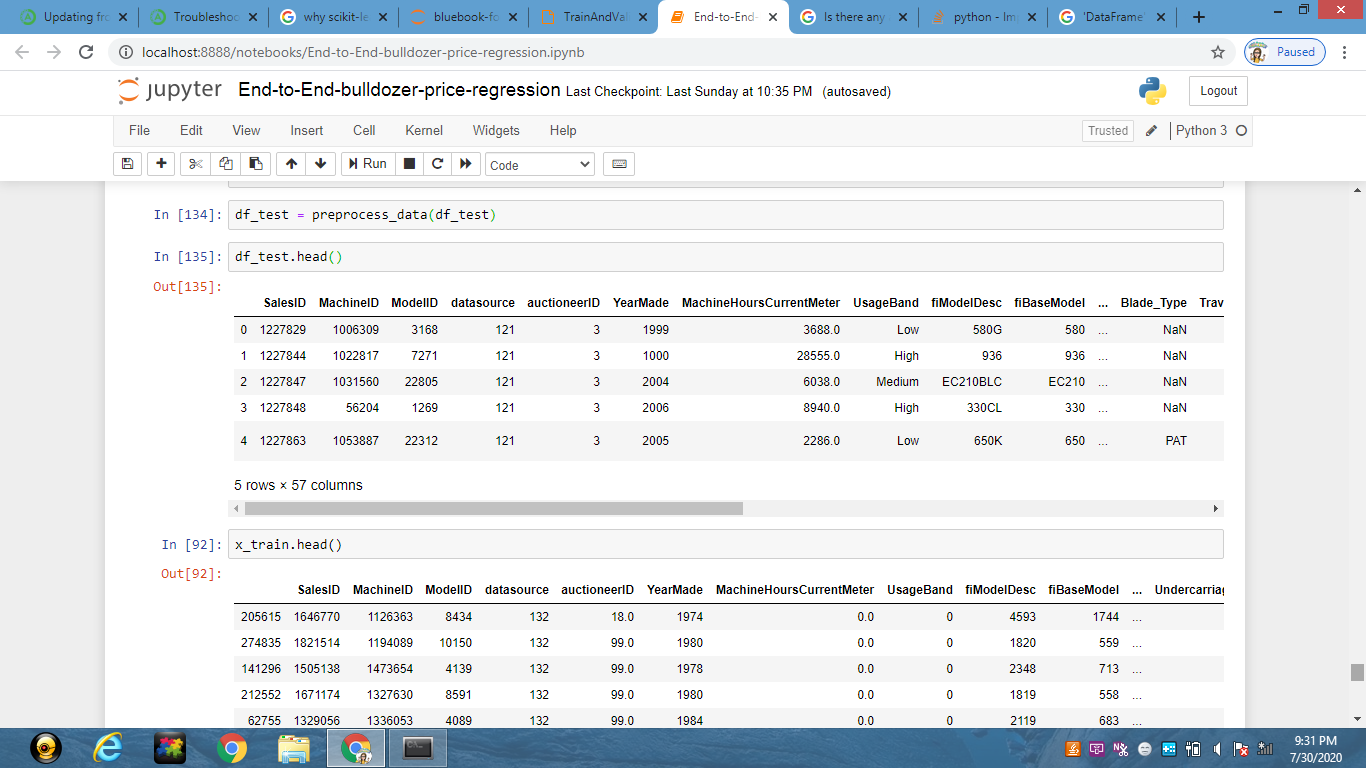 Updating fro
Troubleshoo
why scikit-le
bluebook-fo
TrainAndVal
End-to-End-
Is there any
python - Im
'DataFrame'
localhost:8888/notebooks/End-to-End-bulldozer-price-regression.ipynb
Paused
jupyter End-to-End-bulldozer-price-regression Last Checkpoint: Last Sunday at 10:35 PM (autosaved)
Logout
File Edit View Insert Cell Kernel Widgets Help
Trusted
Python 3
Run
Code
In [134]: df_test = preprocess_data(df_test)
In [135]: df_test.head()
Out[135]:
SalesID MachineID ModelID datasource auctioneerID YearMade MachineHoursCurrentMeter UsageBand fiModelDesc fiBaseModel ... Blade_Type Trav
0 1227829 1006309 3168 121 3 1999 3688.0 Low 580G 580 ... NaN
1 1227844 1022817 7271 121 3 1000 28555.0 High 936 936 ... NaN
2 1227847 1031560 22805 121 3 2004 6038.0 Medium EC210BLC EC210 ... NaN
3 1227848 56204 1269 121 3 2006 8940.0 High 330CL 330 ... NaN
4 1227863 1053887 22312 121 3 2005 2286.0 Low 650K 650 ... PAT
5 rows × 57 columns
In [92]: x_train.head()
Out[92]:
SalesID MachineID ModelID datasource auctioneerID YearMade MachineHoursCurrentMeter UsageBand fiModelDesc fiBaseModel ... Undercarriag
205615 1646770 1126363 8434 132 18.0 1974 0.0 0 4593 1744 ...
274835 1821514 1194089 10150 132 99.0 1980 0.0 0 1820 559 ...
141296 1505138 1473654 4139 132 99.0 1978 0.0 0 2348 713 ...
212552 1671174 1327630 8591 132 99.0 1980 0.0 0 1819 558 ...
62755 1329056 1336053 4089 132 99.0 1984 0.0 0 2119 683 ...
9:31 PM
7/30/2020